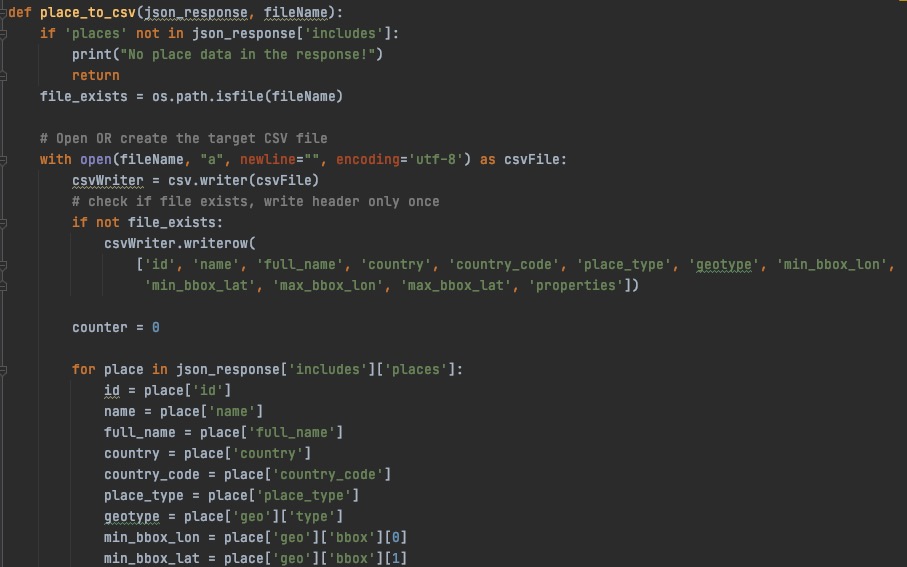 def place_to_csv(json_response, fileName):
    if 'places' not in json_response['includes']:
        print("No place data in the response!")
        return
    file_exists = os.path.isfile(fileName)

    # Open OR create the target CSV file
    with open(fileName, "a", newline="", encoding='utf-8') as csvFile:
        csvWriter = csv.writer(csvFile)
        # check if file exists, write header only once
        if not file_exists:
            csvWriter.writerow(
                ['id', 'name', 'full_name', 'country', 'country_code', 'place_type', 'geotype', 'min_bbox_lon',
                 'min_bbox_lat', 'max_bbox_lon', 'max_bbox_lat', 'properties'])

        counter = 0

        for place in json_response['includes']['places']:
            id = place['id']
            name = place['name']
            full_name = place['full_name']
            country = place['country']
            country_code = place['country_code']
            place_type = place['place_type']
            geotype = place['geo']['type']
            min_bbox_lon = place['geo']['bbox'][0]
            min_bbox_lat = place['geo']['bbox'][1]